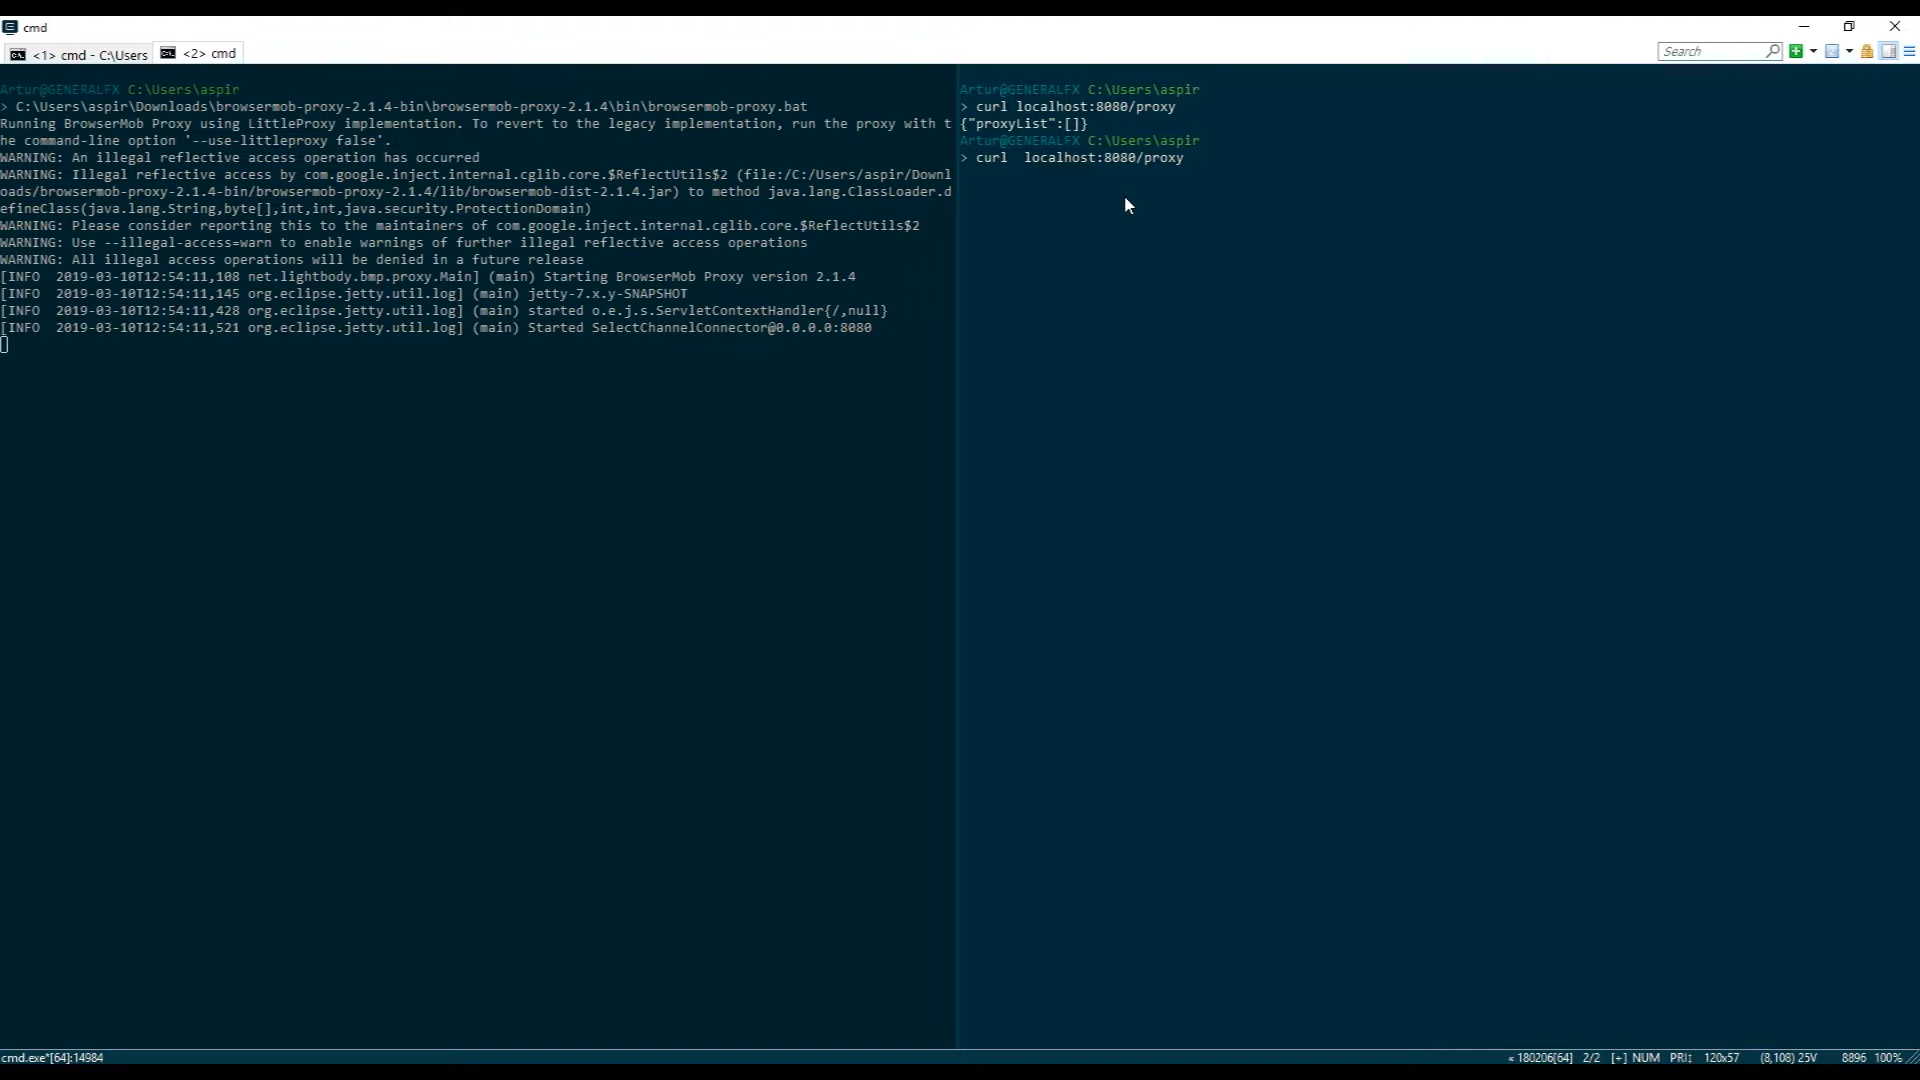 cmd
<1> cmd - C:\Users
<2> cmd
Search
Artur@GENERALFX C:\Users\aspir
> C:\Users\aspir\Downloads\browsermob-proxy-2.1.4-bin\browsermob-proxy-2.1.4\bin\browsermob-proxy.bat
Running BrowserMob Proxy using LittleProxy implementation. To revert to the legacy implementation, run the proxy with t
he command-line option '--use-littleproxy false'.
WARNING: An illegal reflective access operation has occurred
WARNING: Illegal reflective access by com.google.inject.internal.cglib.core.$ReflectUtils$2 (file:/C:/Users/aspir/Downl
oads/browsermob-proxy-2.1.4-bin/browsermob-proxy-2.1.4/lib/browsermob-dist-2.1.4.jar) to method java.lang.ClassLoader.d
efineClass(java.lang.String,byte[],int,int,java.security.ProtectionDomain)
WARNING: Please consider reporting this to the maintainers of com.google.inject.internal.cglib.core.$ReflectUtils$2
WARNING: Use --illegal-access=warn to enable warnings of further illegal reflective access operations
WARNING: All illegal access operations will be denied in a future release
[INFO  2019-03-10T12:54:11,108 net.lightbody.bmp.proxy.Main] (main) Starting BrowserMob Proxy version 2.1.4
[INFO  2019-03-10T12:54:11,145 org.eclipse.jetty.util.log] (main) jetty-7.x.y-SNAPSHOT
[INFO  2019-03-10T12:54:11,428 org.eclipse.jetty.util.log] (main) started o.e.j.s.ServletContextHandler{/,null}
[INFO  2019-03-10T12:54:11,521 org.eclipse.jetty.util.log] (main) Started SelectChannelConnector@0.0.0.0:8080
Artur@GENERALFX C:\Users\aspir
> curl localhost:8080/proxy
{"proxyList":[]}
Artur@GENERALFX C:\Users\aspir
> curl  localhost:8080/proxy
cmd.exe*[64]:14984
« 180206[64] 2/2 [+] NUM PRI↕ 120x57 (8,108) 25V 8896 100%